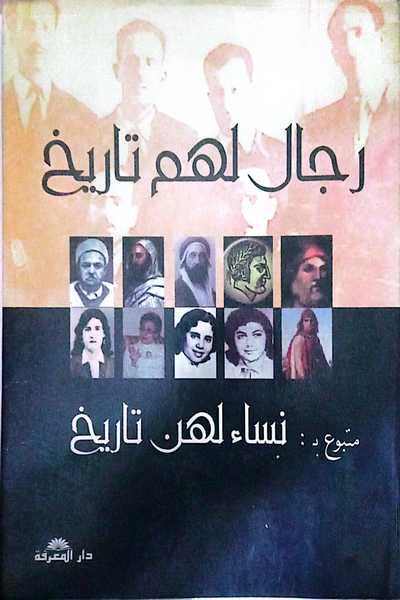 رجال لهم تاريخ
متبوع بـ : نساء لهن تاريخ
دار المعرفة